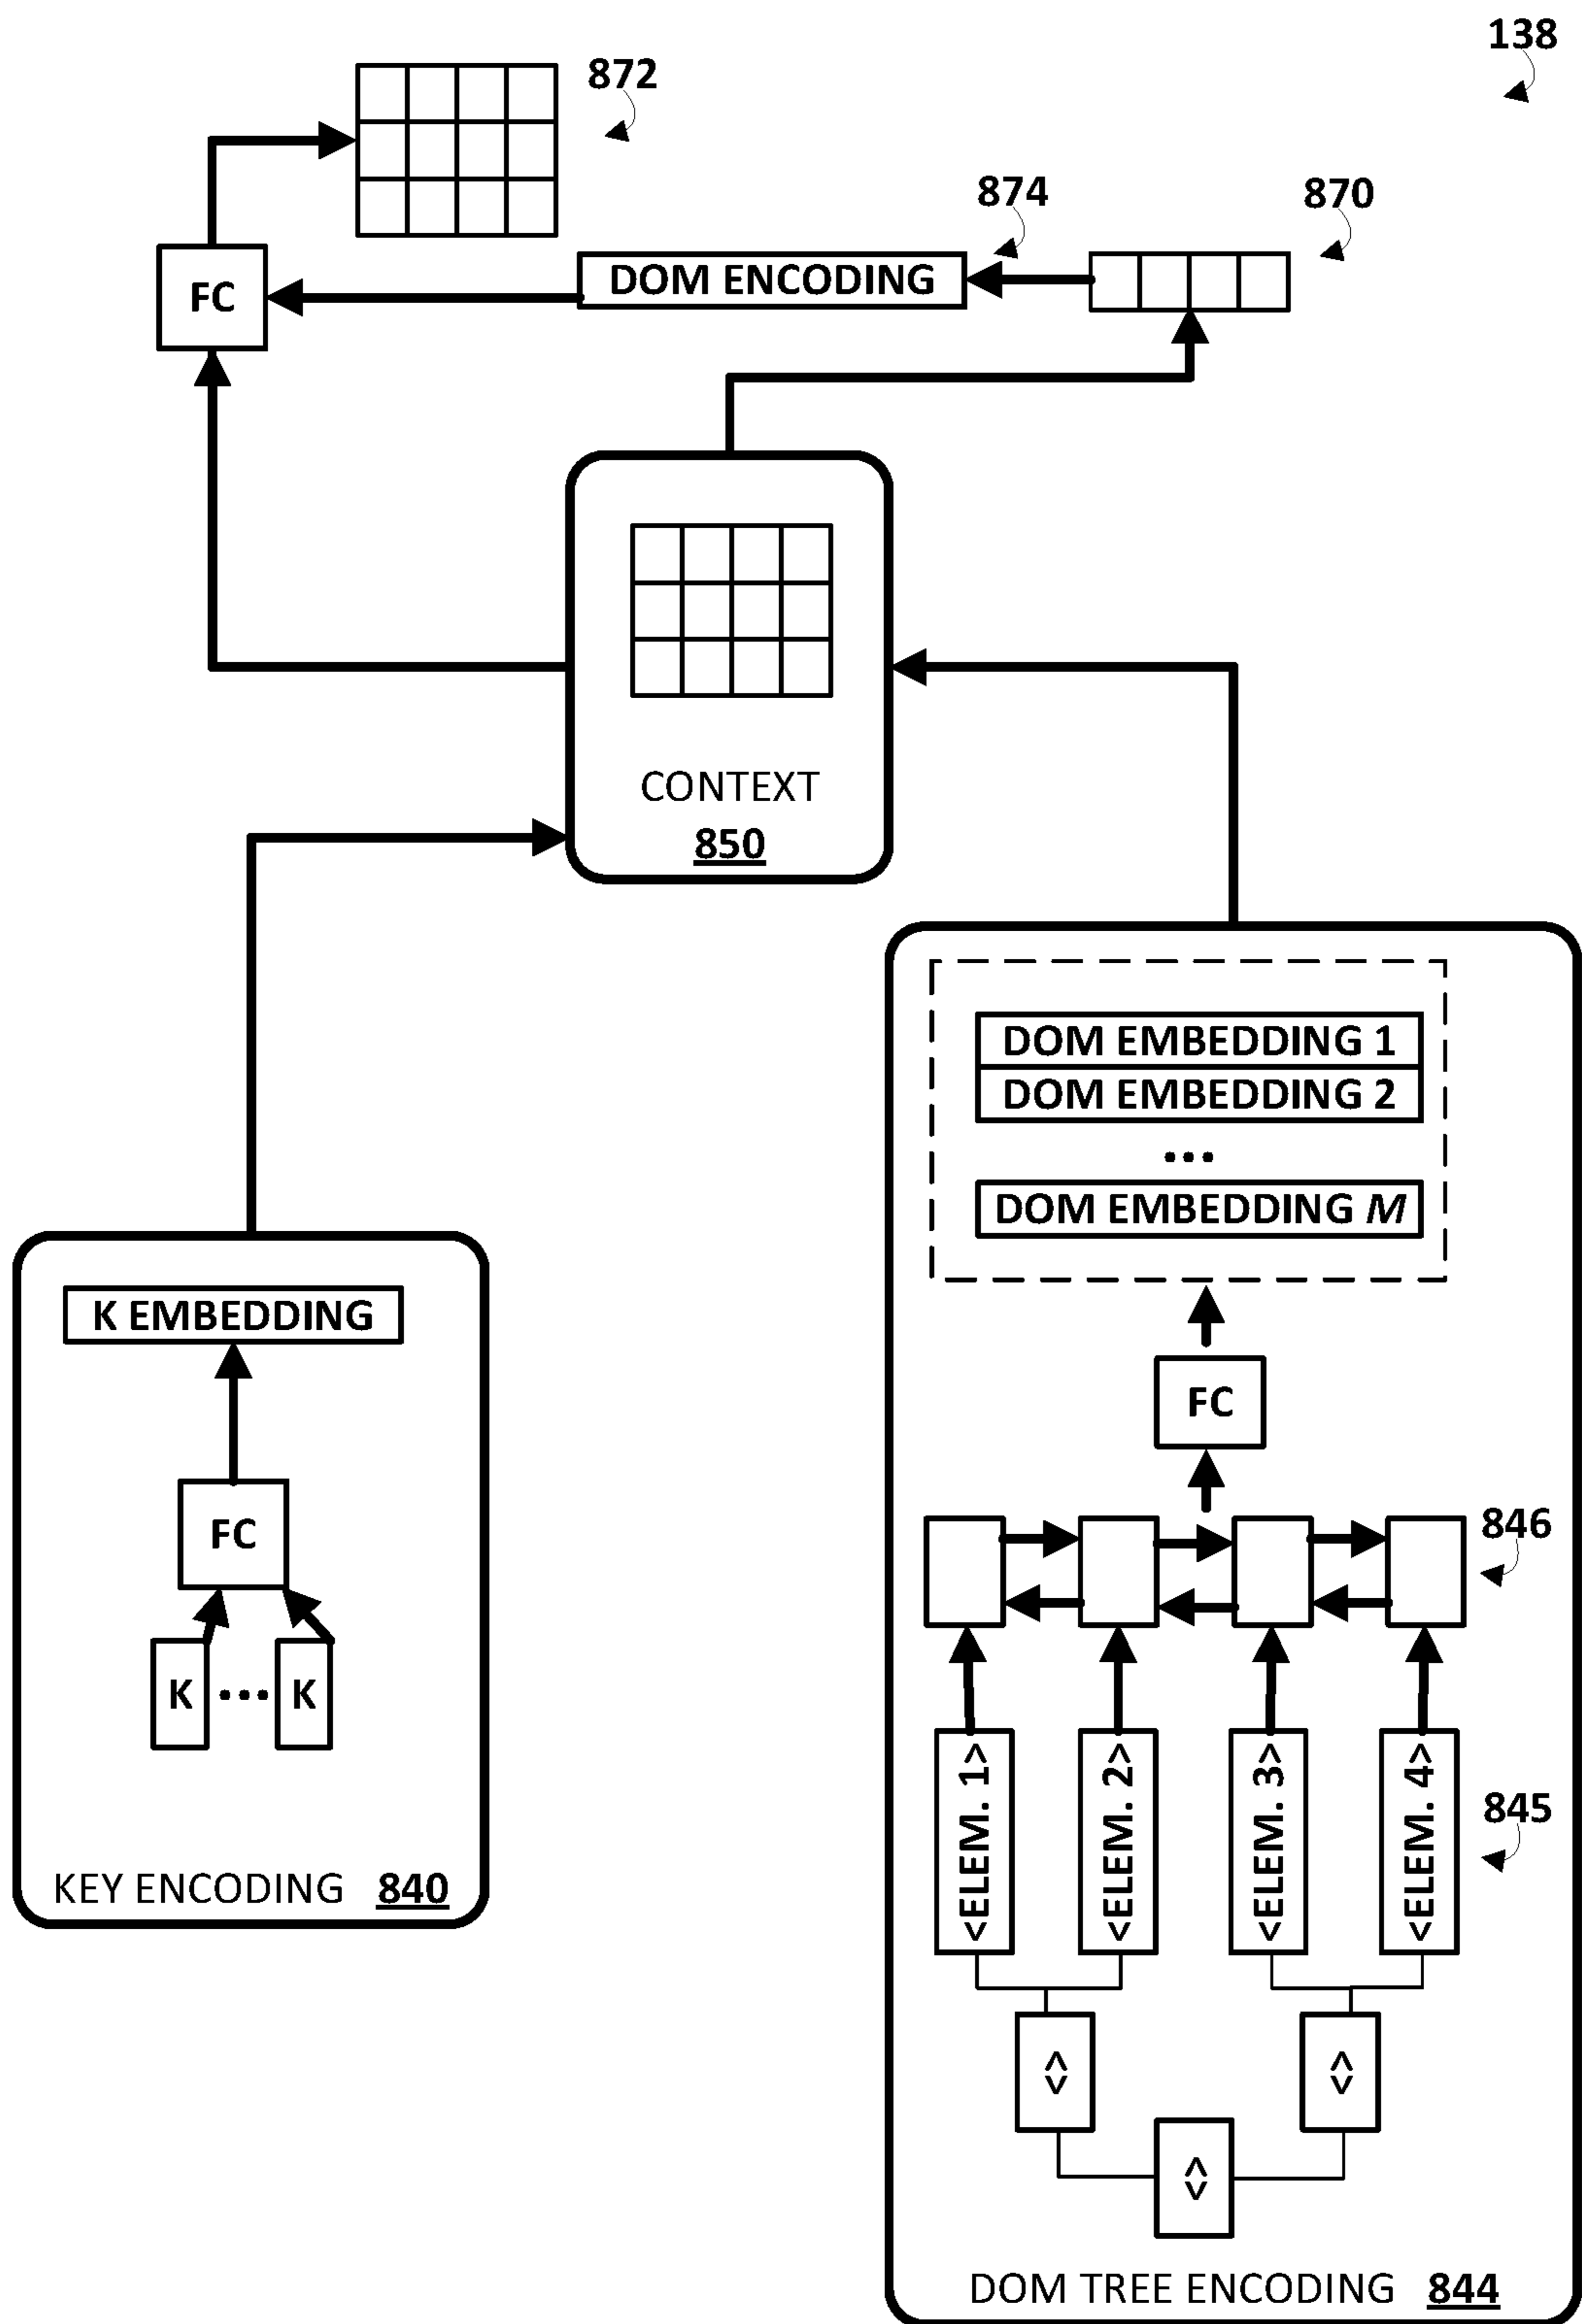 138
872
874
870
DOM ENCODING
FC
CONTEXT
850
DOM EMBEDDING 1
DOM EMBEDDING 2
...
DOM EMBEDDING M
K EMBEDDING
FC
FC
846
K ... K
<ELEM. 1>
<ELEM. 2>
<ELEM. 3>
<ELEM. 4>
845
KEY ENCODING 840
<>
<>
<>
DOM TREE ENCODING 844